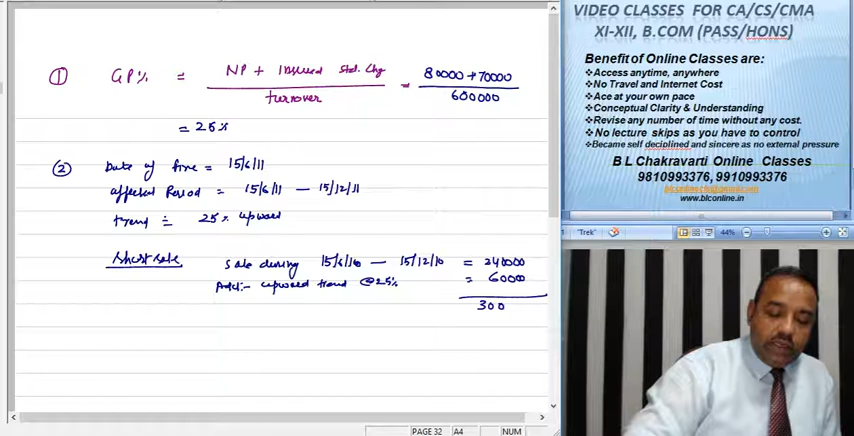 ① GP% = NP + Insured Std. Chg / turnover = 80000 + 70000 / 600000
= 25%
② Date of fire = 15/6/11
affected Period = 15/6/11 — 15/12/11
trend = 25% upward
Short sale
Sale during 15/6/10 — 15/12/10 = 240000
Add:- upward trend @25% = 60000
300
PAGE 32 A4 NUM
VIDEO CLASSES FOR CA/CS/CMA
XI-XII, B.COM (PASS/HONS)
Benefit of Online Classes are:
✓Access anytime, anywhere
✓No Travel and Internet Cost
✓Ace at your own pace
✓Conceptual Clarity & Understanding
✓Revise any number of time without any cost.
✓No lecture skips as you have to control
✓Became self deciplined and sincere as no external pressure
B L Chakravarti Online Classes
9810993376, 9910993376
www.blconline.in
"Trek" 44%